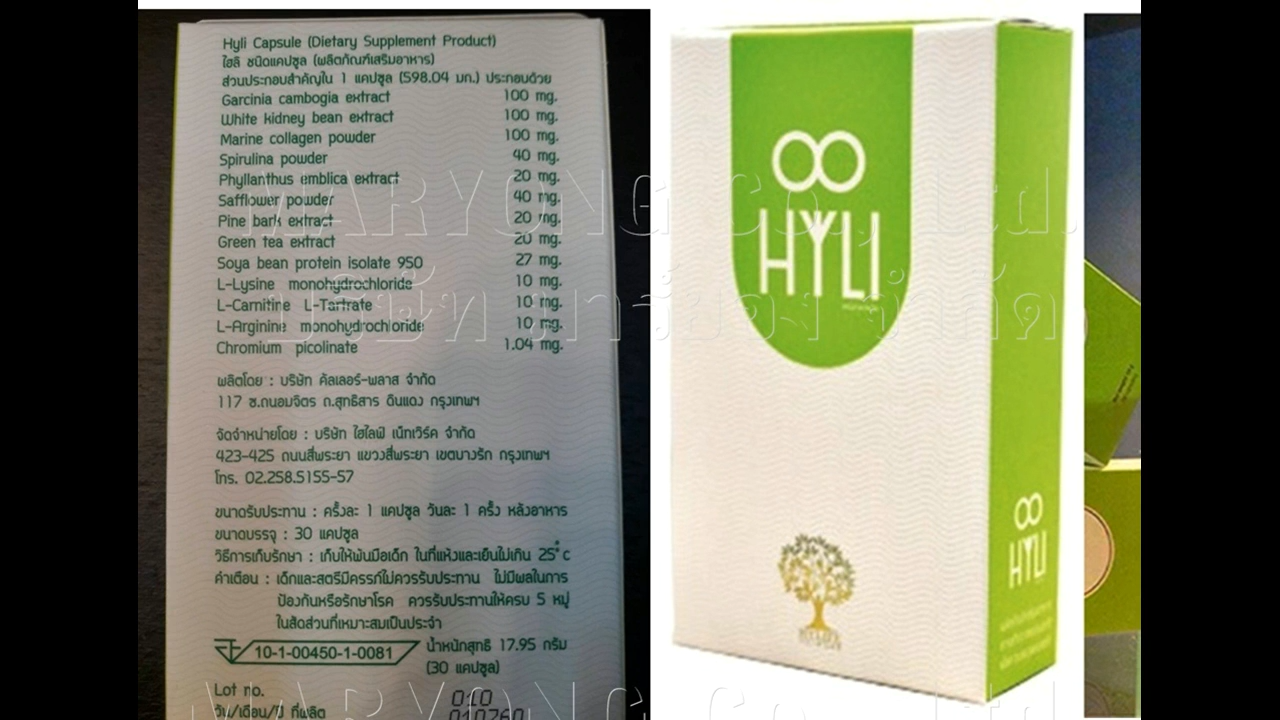 Hyli Capsule (Dietary Supplement Product)
ไฮลิ ชนิดแคปซูล (ผลิตภัณฑ์เสริมอาหาร)
ส่วนประกอบสำคัญใน 1 แคปซูล (598.04 มก.) ประกอบด้วย
Garcinia cambogia extract 100 mg.
White kidney bean extract 100 mg.
Marine collagen powder 100 mg.
Spirulina powder 40 mg.
Phyllanthus emblica extract 20 mg.
Safflower powder 40 mg.
Pine bark extract 20 mg.
Green tea extract 20 mg.
Soya bean protein isolate 950 27 mg.
L-Lysine monohydrochloride 10 mg.
L-Carnitine L-Tartrate 10 mg.
L-Arginine monohydrochloride 10 mg.
Chromium picolinate 1.04 mg.
ผลิตโดย : บริษัท คัลเลอร์-พลาส จำกัด
117 ซ.ถนอมจิตร ถ.สุทธิสาร ดินแดง กรุงเทพฯ
จัดจำหน่ายโดย : บริษัท ไฮไลฟ์ เน็ทเวิร์ค จำกัด
423-425 ถนนสี่พระยา แขวงสี่พระยา เขตบางรัก กรุงเทพฯ
โทร. 02.258.5155-57
ขนาดรับประทาน : ครั้งละ 1 แคปซูล วันละ 1 ครั้ง หลังอาหาร
ขนาดบรรจุ : 30 แคปซูล
วิธีการเก็บรักษา : เก็บให้พ้นมือเด็ก ในที่แห้งและเย็นไม่เกิน 25°c
คำเตือน : เด็กและสตรีมีครรภ์ไม่ควรรับประทาน ไม่มีผลในการ
ป้องกันหรือรักษาโรค ควรรับประทานให้ครบ 5 หมู่
ในสัดส่วนที่เหมาะสมเป็นประจำ
10-1-00450-1-0081 น้ำหนักสุทธิ 17.95 กรัม
(30 แคปซูล)
Lot no. 010
วัน/เดือน/ปี ที่ผลิต 010760
HYLI
HYLI
MARYONG Co., Ltd.
บริษัท มาร์ยอง จำกัด
MARYONG Co., Ltd.